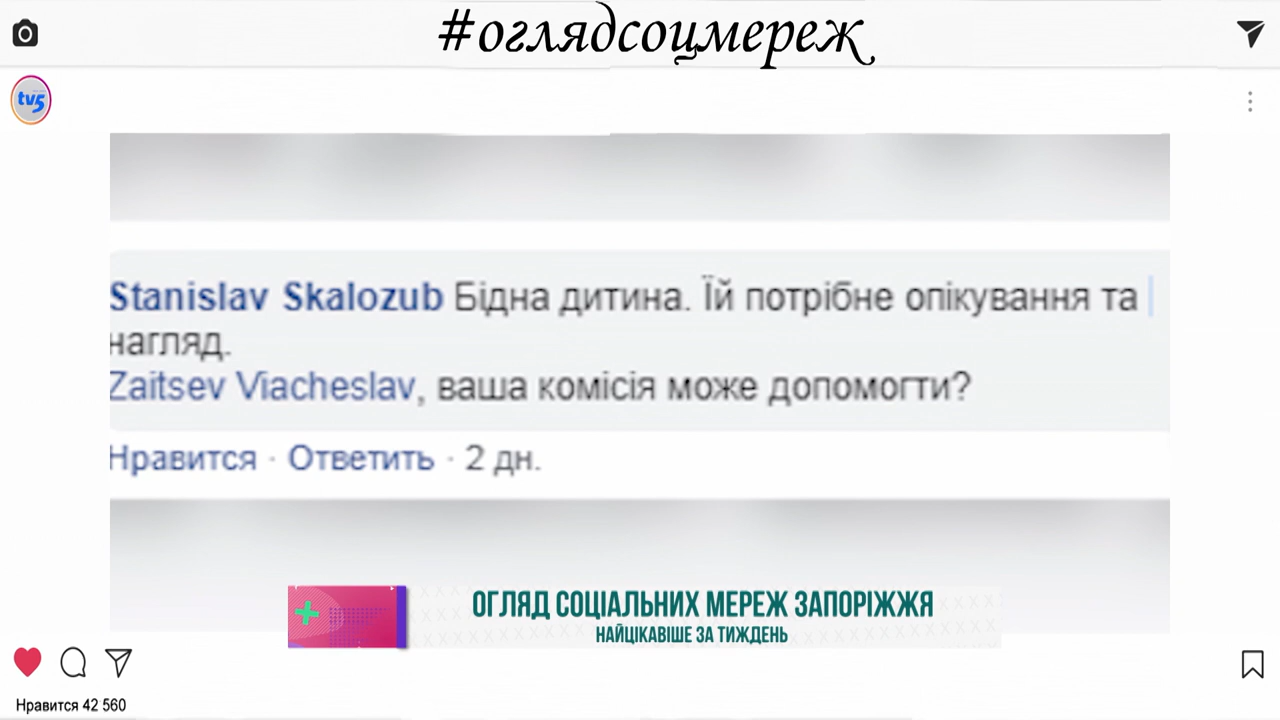 #оглядсоцмереж
tv5
Stanislav Skalozub Бідна дитина. Їй потрібне опікування та
нагляд.
Zaitsev Viacheslav, ваша комісія може допомогти?
Нравится · Ответить · 2 дн.
ОГЛЯД СОЦІАЛЬНИХ МЕРЕЖ ЗАПОРІЖЖЯ
НАЙЦІКАВІШЕ ЗА ТИЖДЕНЬ
Нравится 42 560